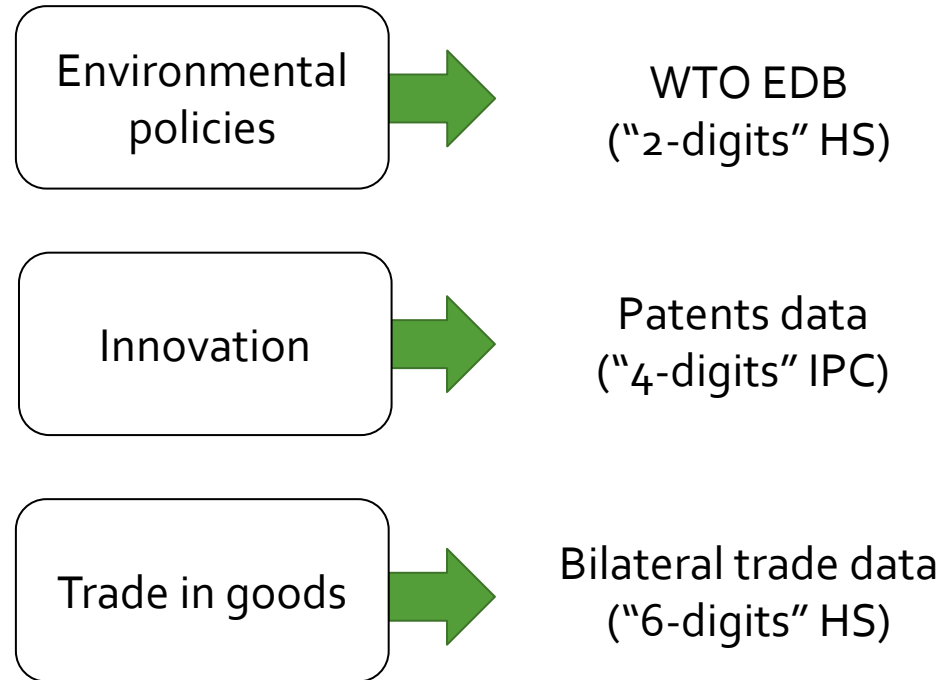 Environmental
policies
WTO EDB
(“2-digits” HS)
Innovation
Patents data
(“4-digits” IPC)
Trade in goods
Bilateral trade data
(“6-digits” HS)